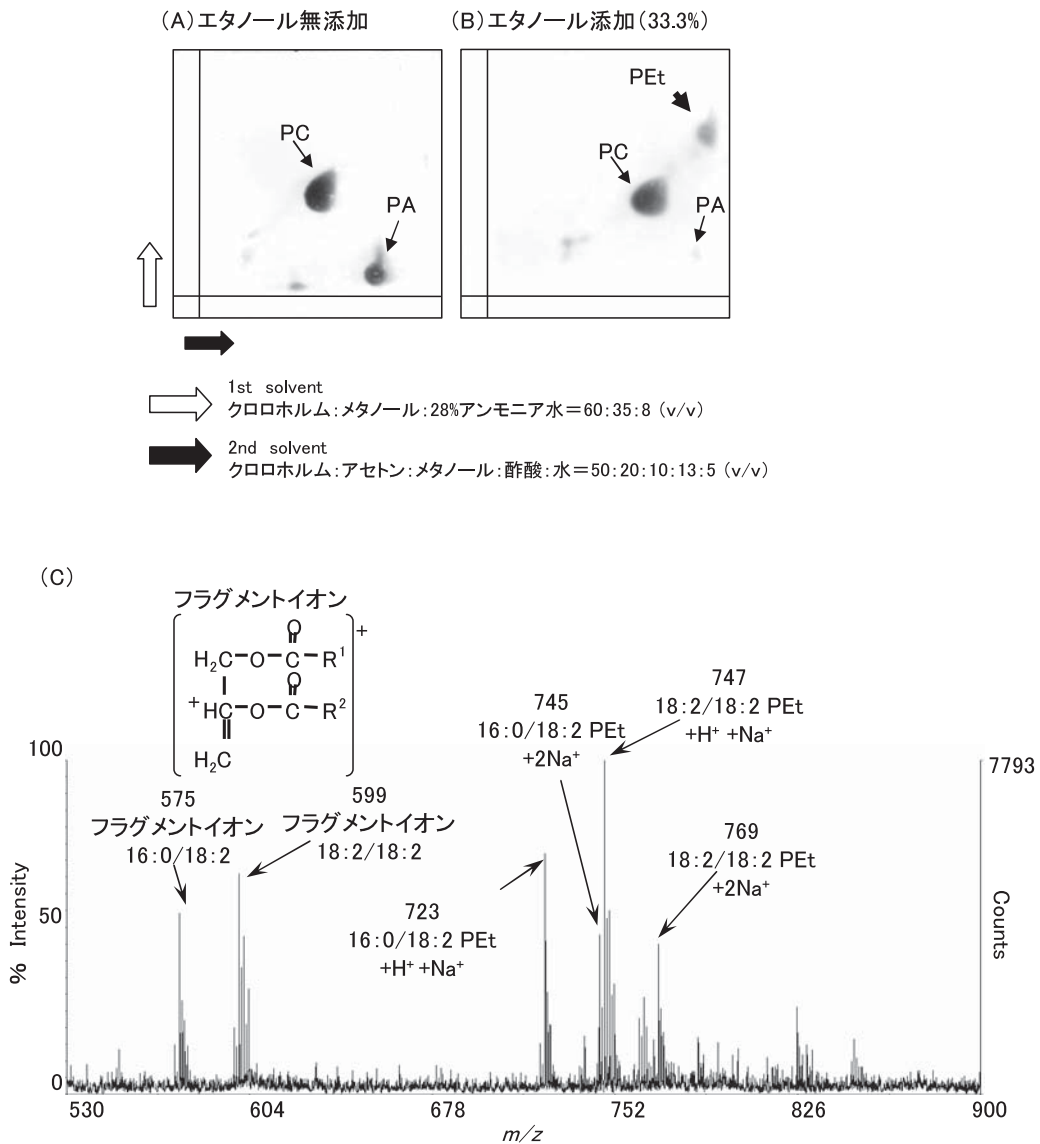 (A)エタノール無添加
(B)エタノール添加(33.3%)
PC
PA
PEt
PC
PA
1st solvent
クロロホルム:メタノール:28%アンモニア水=60:35:8 (v/v)
2nd solvent
クロロホルム:アセトン:メタノール:酢酸:水=50:20:10:13:5 (v/v)
(C)
フラグメントイオン
+
H₂C-O-C-R¹
O
O
+HC-O-C-R²
H₂C
575
フラグメントイオン
16:0/18:2
599
フラグメントイオン
18:2/18:2
723
16:0/18:2 PEt
+H⁺ +Na⁺
745
16:0/18:2 PEt
+2Na⁺
747
18:2/18:2 PEt
+H⁺ +Na⁺
769
18:2/18:2 PEt
+2Na⁺
100
50
0
% Intensity
7793
Counts
530
604
678
752
826
900
m/z